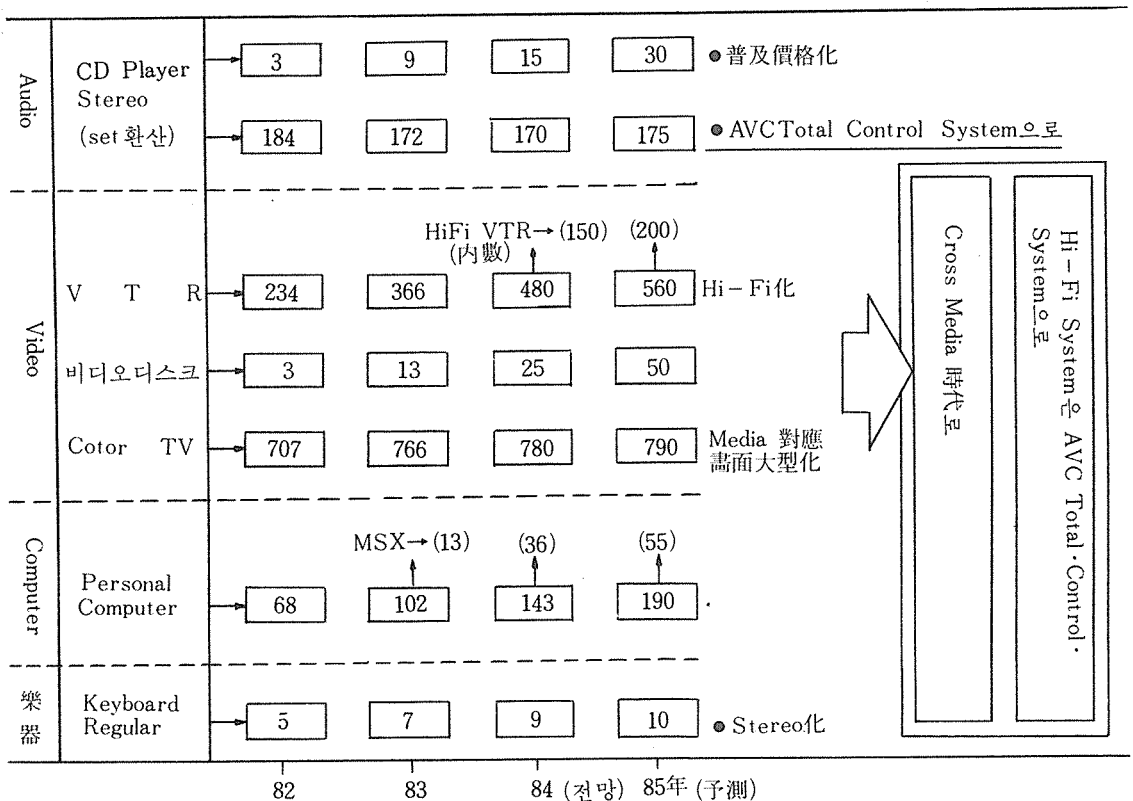 Audio
CD Player
Stereo
(set 환산)
3 9 15 30 ●普及價格化
184 172 170 175 ●AVC Total Control System으로
Video
HiFi VTR→(150) (200)
(内數)
V T R 234 366 480 560 Hi-Fi化
비디오디스크 3 13 25 50
Cotor TV 707 766 780 790 Media 對應
畵面大型化
Computer
MSX→(13) (36) (55)
Personal
Computer
68 102 143 190
樂器
Keyboard
Regular
5 7 9 10 ●Stereo化
82 83 84 (전망) 85年 (予測)
Cross Media 時代로
Hi-Fi System은 AVC Total·Control·
System으로